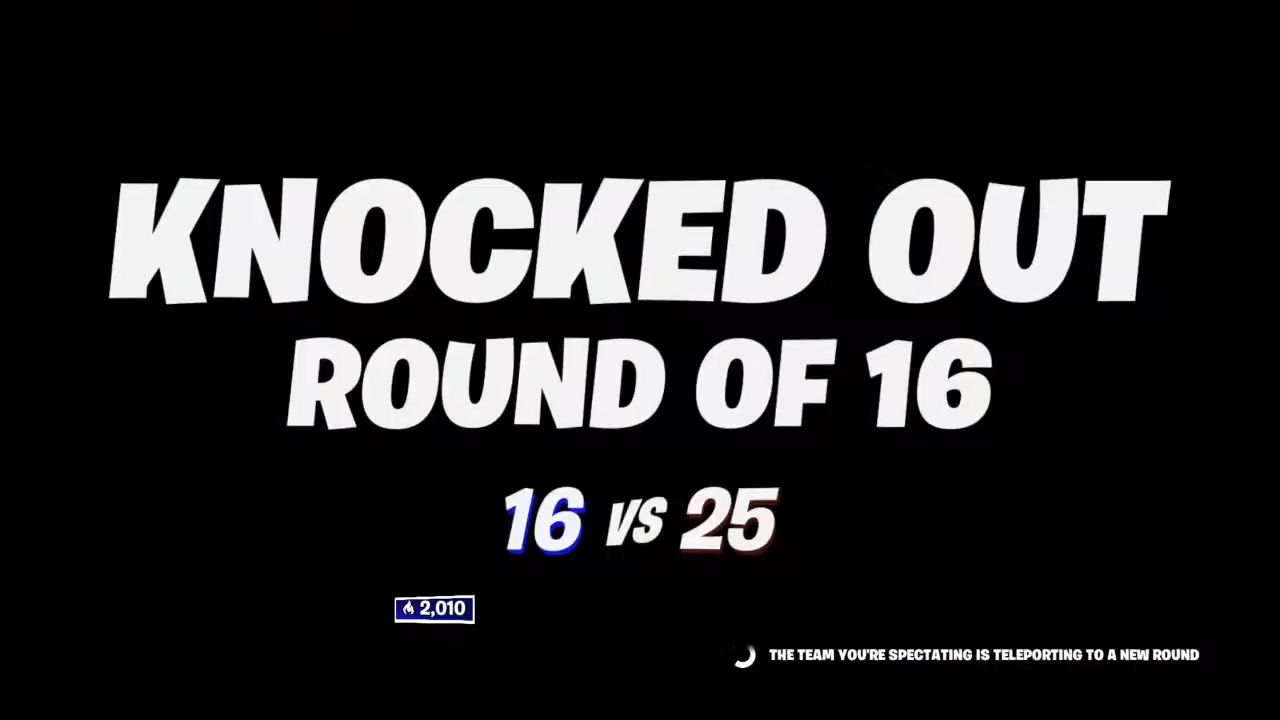 KNOCKED OUT
ROUND OF 16
16 VS 25
2,010
THE TEAM YOU'RE SPECTATING IS TELEPORTING TO A NEW ROUND